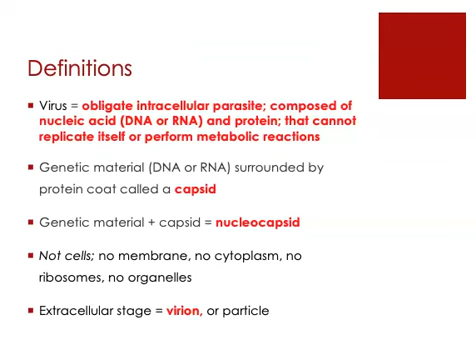 Definitions
▪ Virus = obligate intracellular parasite; composed of
nucleic acid (DNA or RNA) and protein; that cannot
replicate itself or perform metabolic reactions
▪ Genetic material (DNA or RNA) surrounded by
protein coat called a capsid
▪ Genetic material + capsid = nucleocapsid
▪ Not cells; no membrane, no cytoplasm, no
ribosomes, no organelles
▪ Extracellular stage = virion, or particle